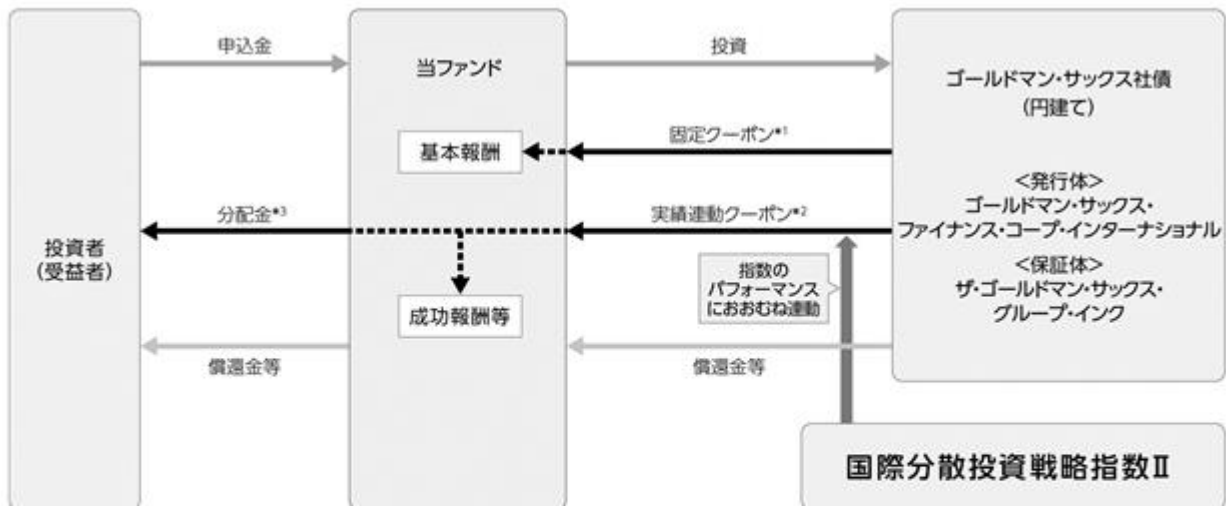 申込金
投資
当ファンド
ゴールドマン・サックス社債
(円建て)
固定クーポン*1
基本報酬
<発行体>
ゴールドマン・サックス・
ファイナンス・コープ・インターナショナル
分配金*3
実績連動クーポン*2
投資者
(受益者)
<保証体>
ザ・ゴールドマン・サックス・
グループ・インク
指数の
パフォーマンス
におおむね連動
成功報酬等
償還金等
償還金等
国際分散投資戦略指数Ⅱ